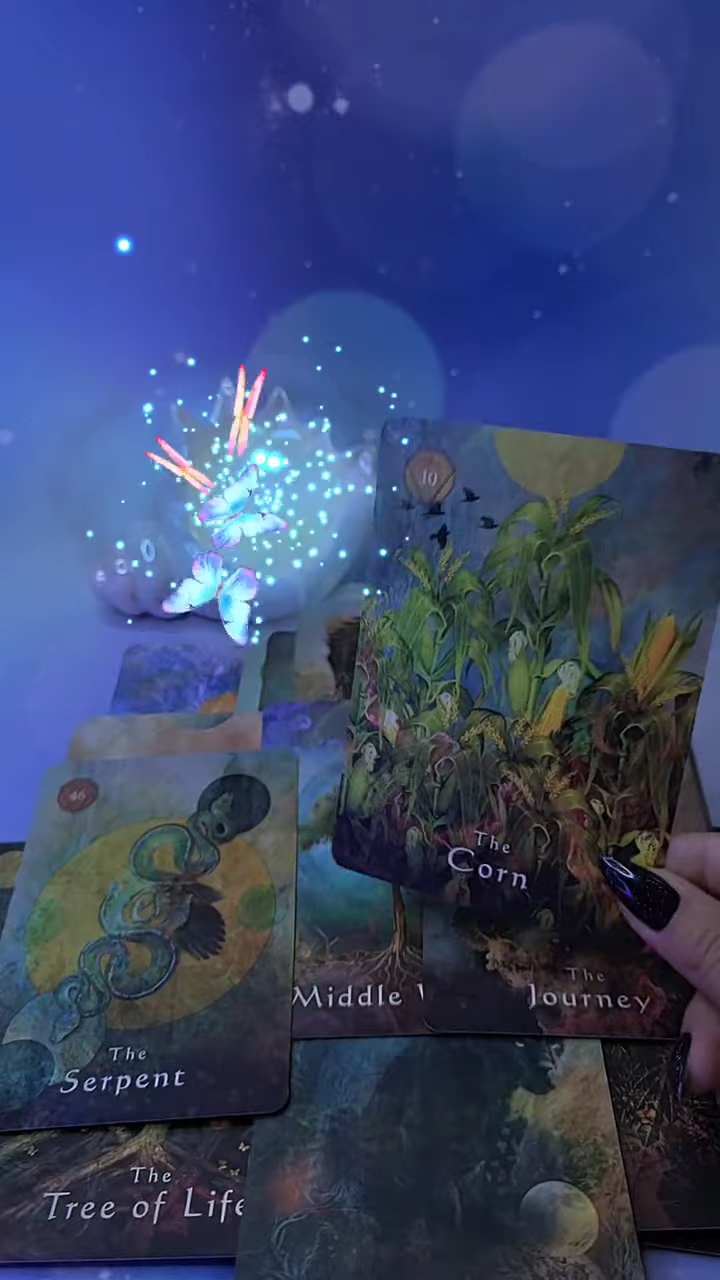 10
The
Corn
46
The
Serpent
Middle
The
Journey
The
Tree of Life